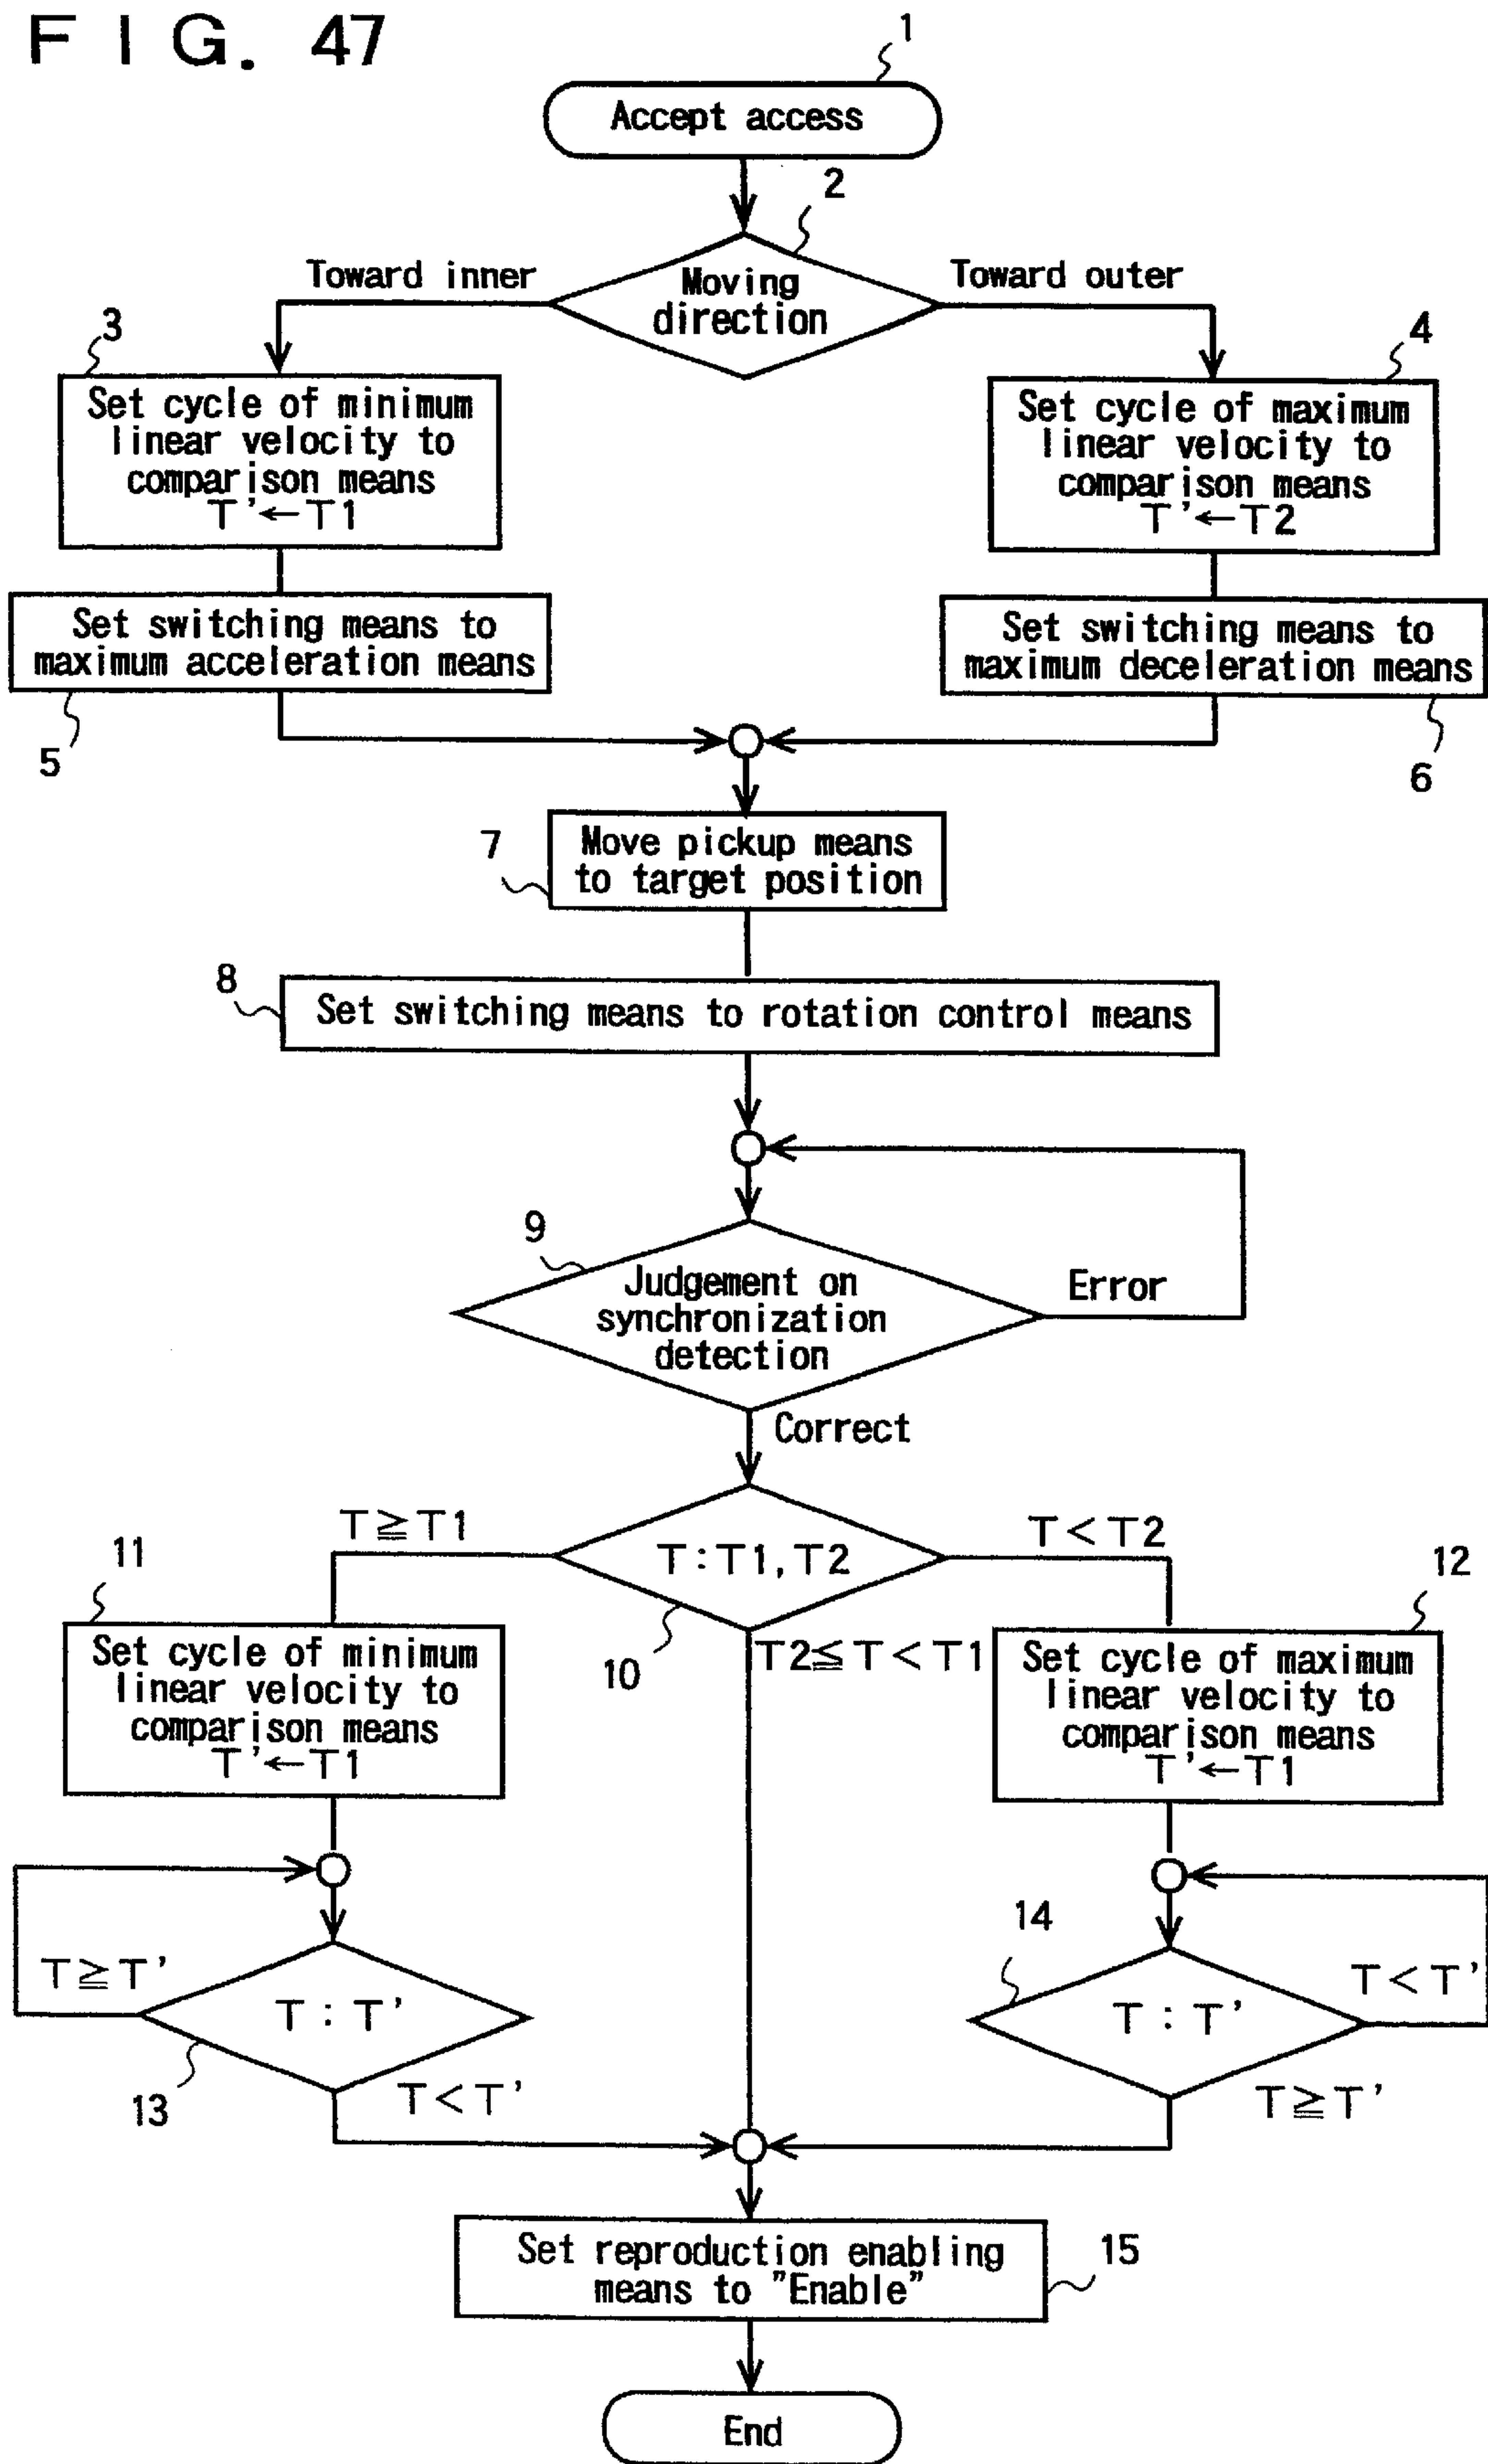 FIG. 47
1
Accept access
2
Moving
direction
Toward inner
Toward outer
3
Set cycle of minimum
linear velocity to
comparison means
T'←T1
4
Set cycle of maximum
linear velocity to
comparison means
T'←T2
Set switching means to
maximum acceleration means
5
Set switching means to
maximum deceleration means
6
7
Move pickup means
to target position
8
Set switching means to rotation control means
9
Judgement on
synchronization
detection
Error
Correct
T≧T1
T:T1,T2
T<T2
10
T2≦T<T1
11
Set cycle of minimum
linear velocity to
comparison means
T'←T1
12
Set cycle of maximum
linear velocity to
comparison means
T'←T1
T≧T'
T:T'
13
T<T'
14
T:T'
T<T'
T≧T'
Set reproduction enabling
means to "Enable"
15
End